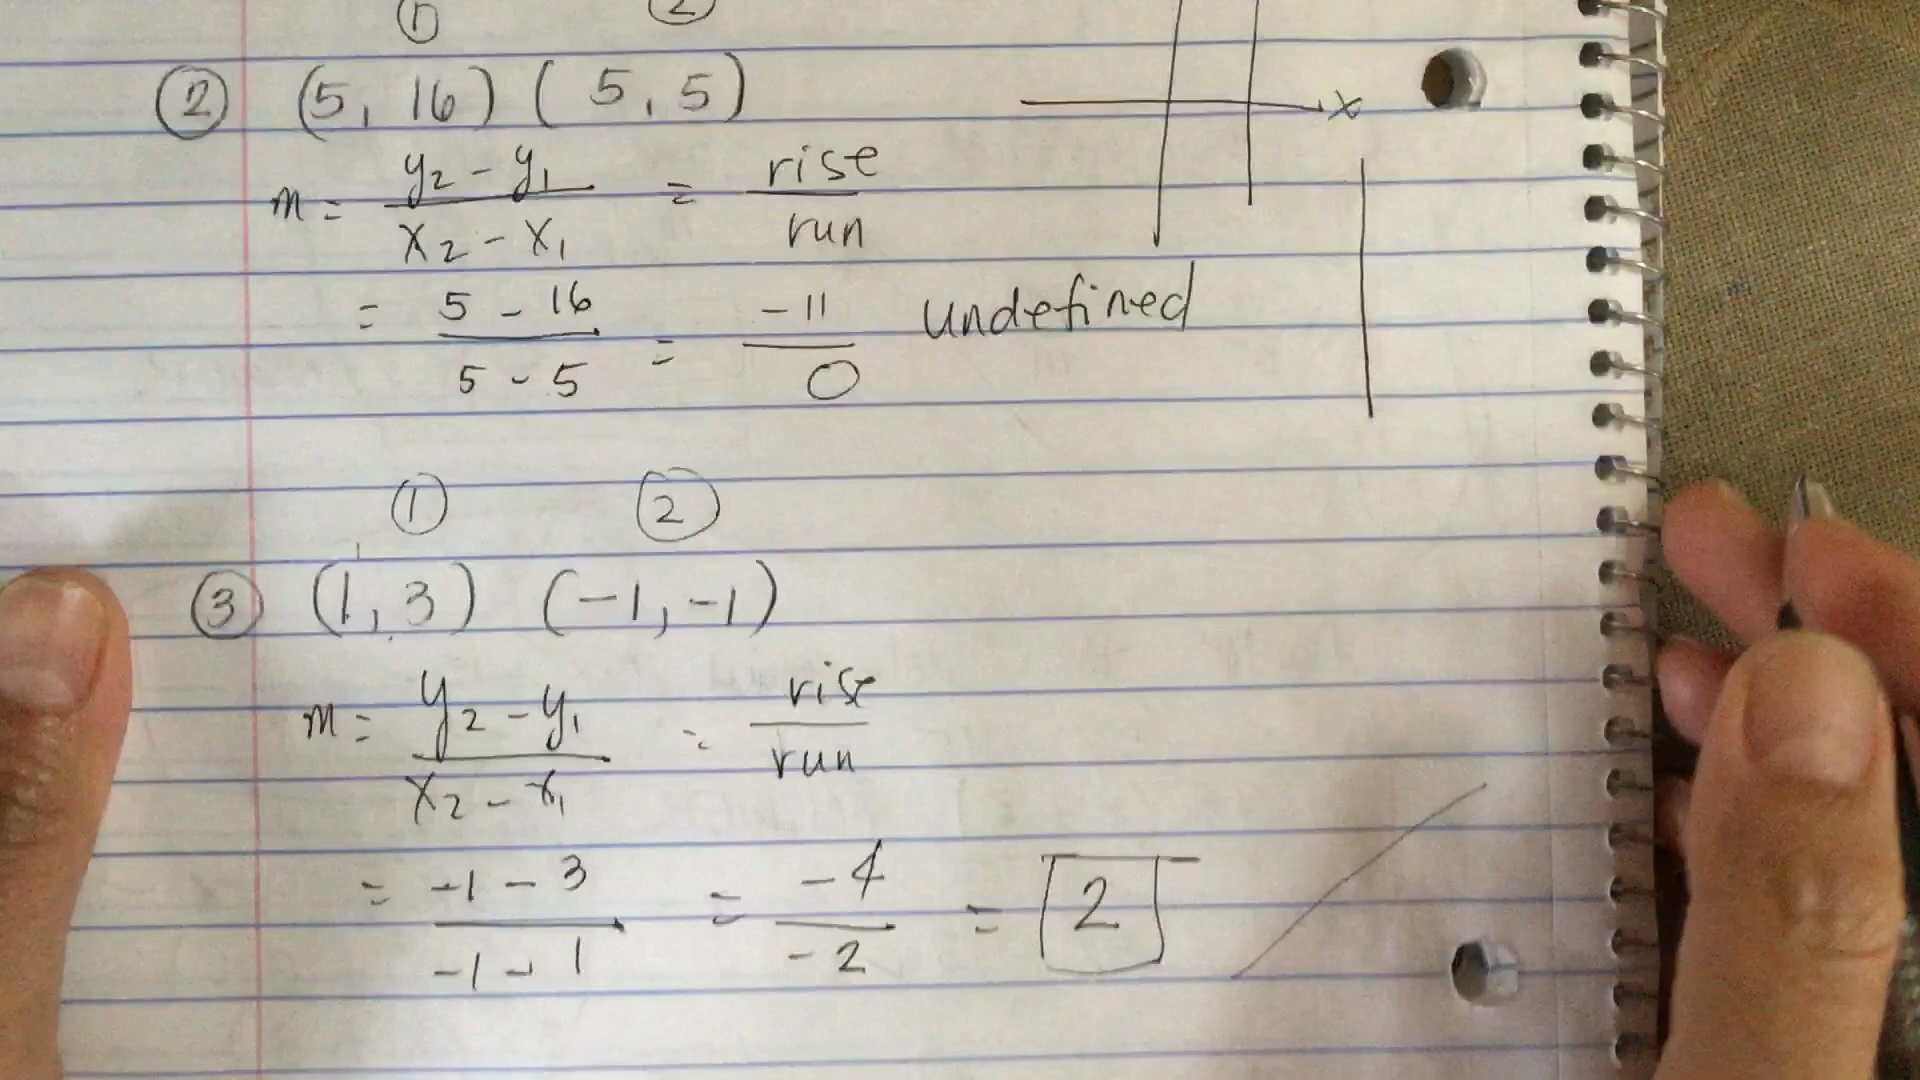 ① ②
② (5, 16) (5, 5)
x
m = y₂ - y₁ / x₂ - x₁ = rise / run
= 5 - 16 / 5 - 5 = -11 / 0 undefined
① ②
③ (1, 3) (-1, -1)
m = y₂ - y₁ / x₂ - x₁ = rise / run
= -1 - 3 / -1 - 1 = -4 / -2 = 2